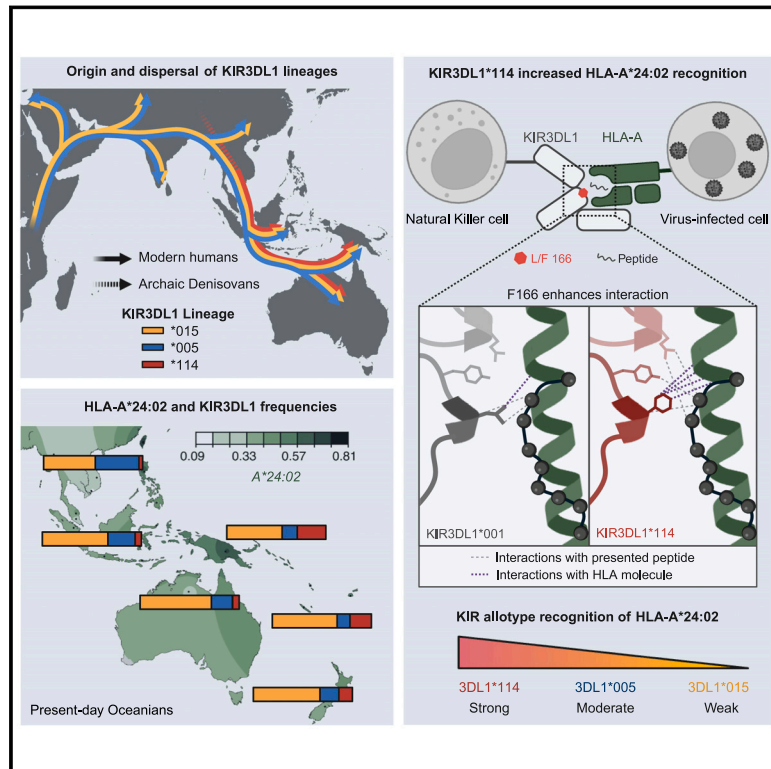 Origin and dispersal of KIR3DL1 lineages
Modern humans
Archaic Denisovans
KIR3DL1 Lineage
*015
*005
*114
HLA-A*24:02 and KIR3DL1 frequencies
0.09 0.33 0.57 0.81
A*24:02
Present-day Oceanians
KIR3DL1*114 increased HLA-A*24:02 recognition
KIR3DL1 HLA-A
Natural Killer cell Virus-infected cell
L/F 166 Peptide
F166 enhances interaction
KIR3DL1*001 KIR3DL1*114
Interactions with presented peptide
Interactions with HLA molecule
KIR allotype recognition of HLA-A*24:02
3DL1*114 3DL1*005 3DL1*015
Strong Moderate Weak